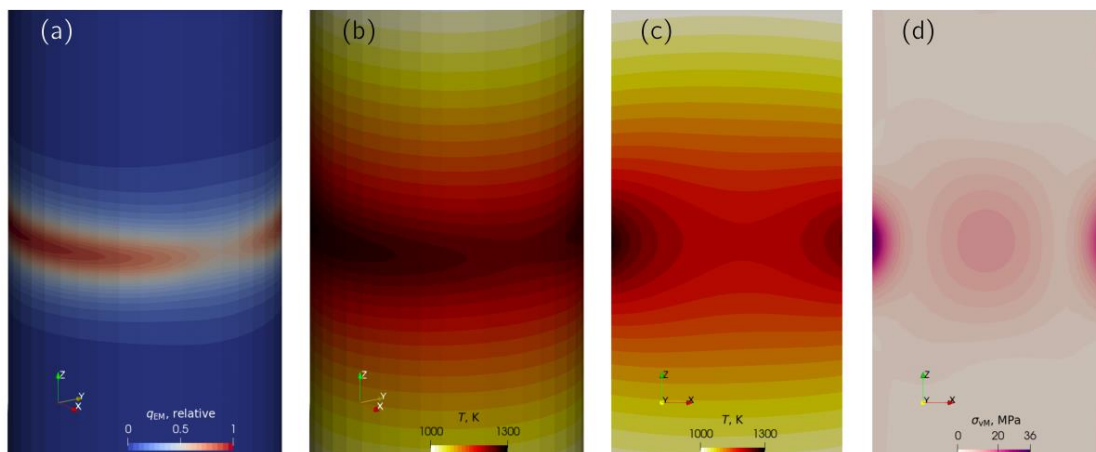 (a) (b) (c) (d)
Z Y X
Z Y X
Z Y X
Z Y X
q_EM, relative
0 0.5 1
T, K
1000 1300
T, K
1000 1300
σ_vM, MPa
0 20 36